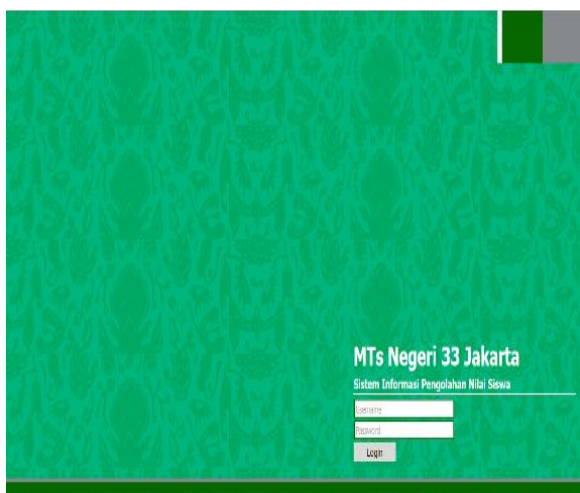 MTs Negeri 33 Jakarta
Sistem Informasi Pengolahan Nilai Siswa
Username
Password
Login